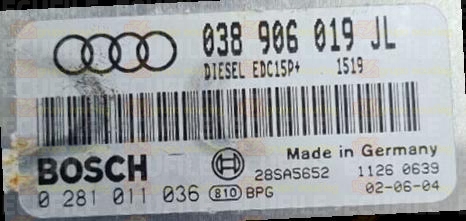 038 906 019 JL
DIESEL EDC15P+ 1519
BOSCH
Made in Germany
28SA5652 1126 0639
0 281 011 036 810 BPG 02-06-04